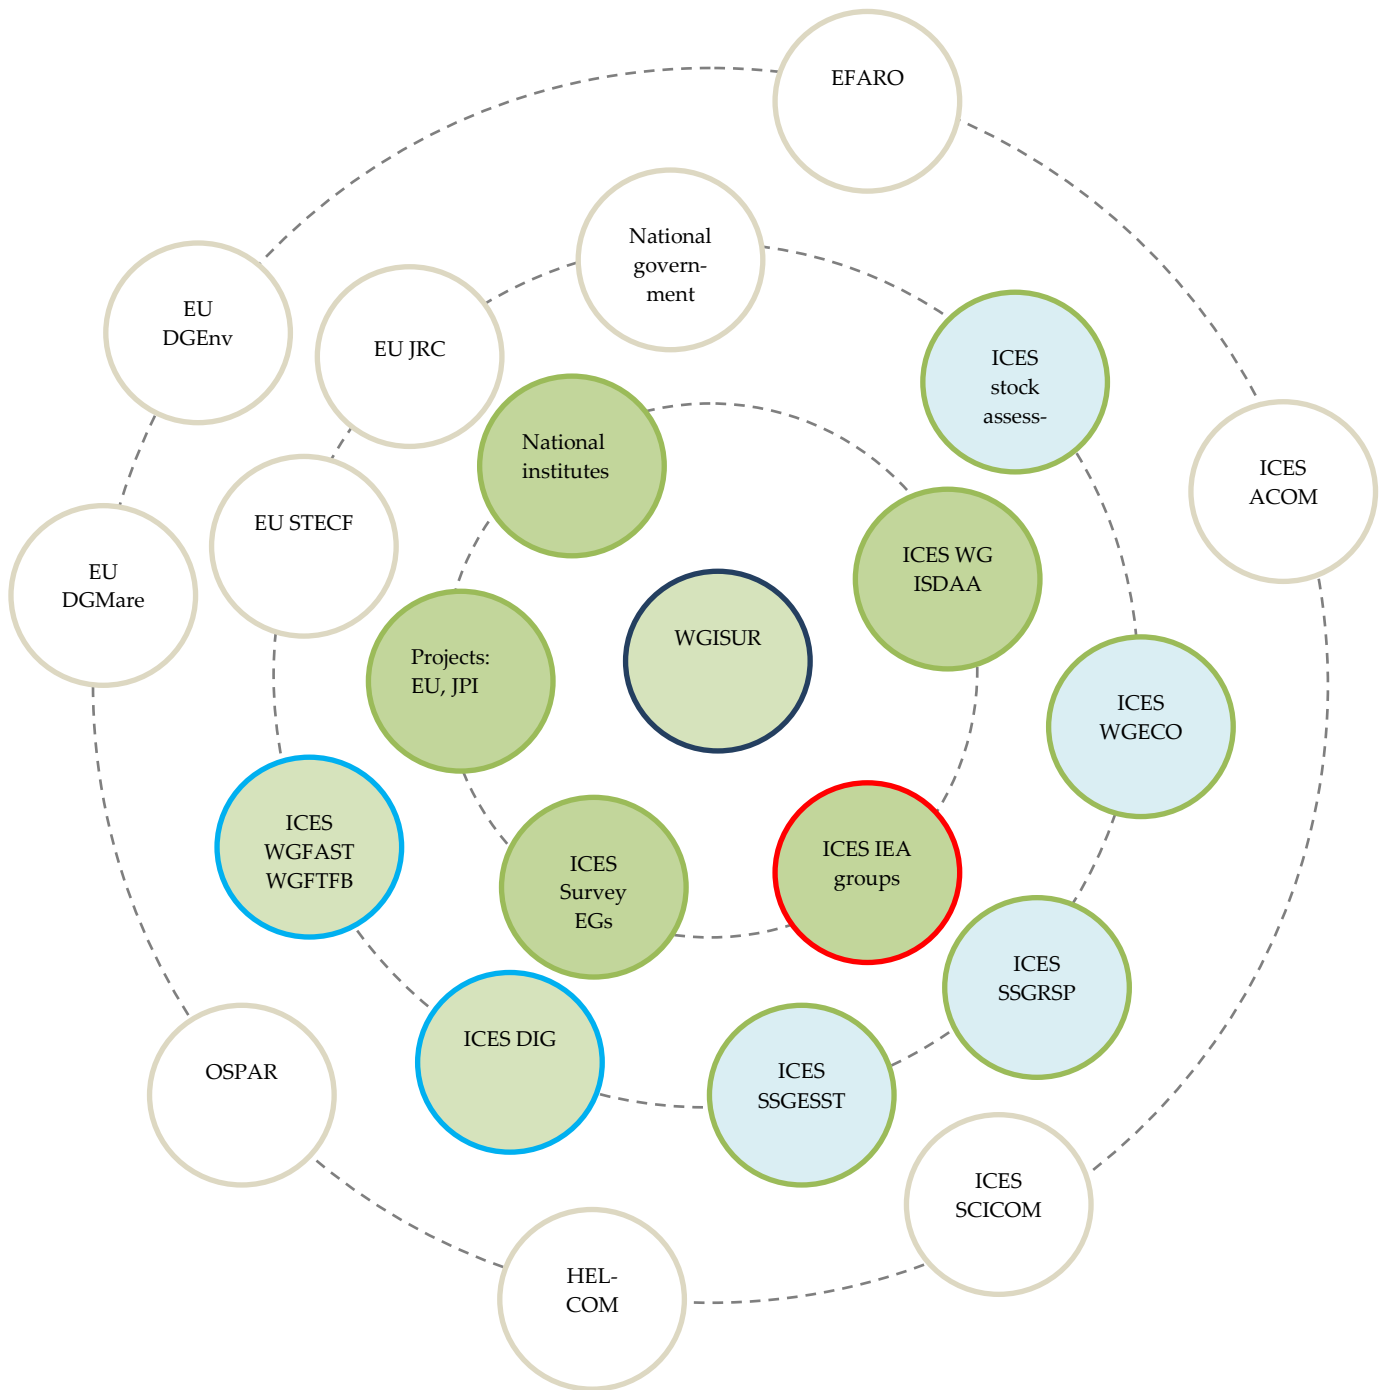 EFARO
National
govern-
ment
EU
DGEnv
EU JRC
ICES
stock
assess-
National
institutes
ICES
ACOM
EU STECF
ICES WG
ISDAA
EU
DGMare
WGISUR
Projects:
EU, JPI
ICES
WGECO
ICES
WGFAST
WGFTFB
ICES IEA
groups
ICES
Survey
EGs
ICES
SSGRSP
ICES DIG
OSPAR
ICES
SSGESST
ICES
SCICOM
HEL-
COM